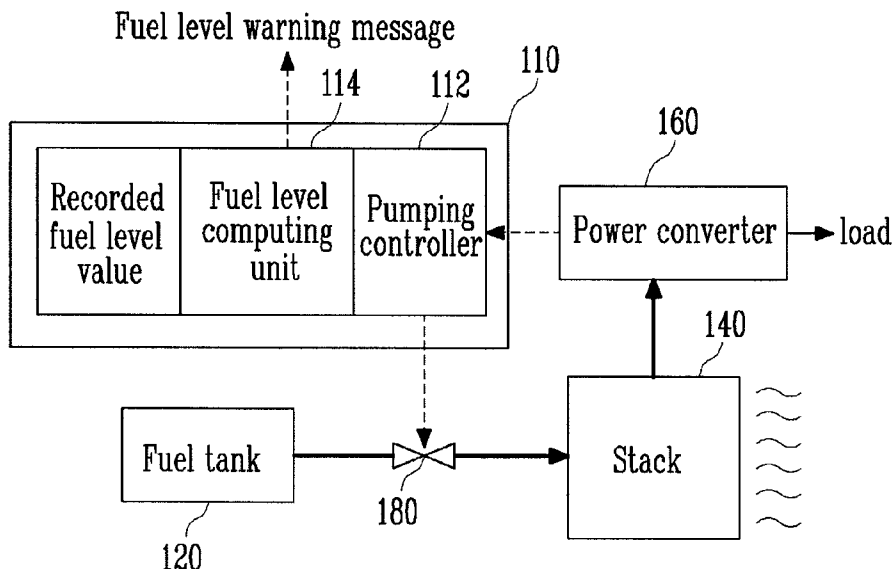 Fuel level warning message
114
112
110
160
Recorded
fuel level
value
Fuel level
computing
unit
Pumping
controller
Power converter
load
140
Fuel tank
Stack
180
120